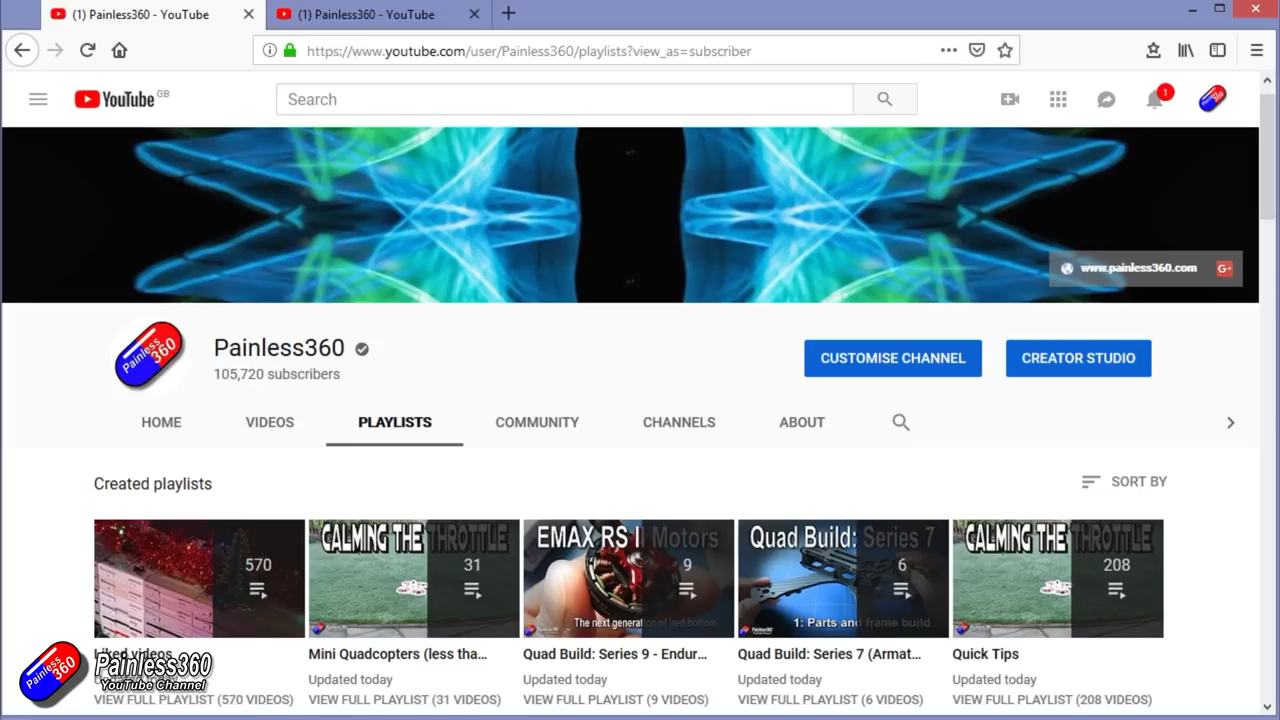 (1) Painless360 - YouTube
(1) Painless360 - YouTube
https://www.youtube.com/user/Painless360/playlists?view_as=subscriber
YouTube GB
Search
1
www.painless360.com
G+
Painless 360
Painless360
105,720 subscribers
CUSTOMISE CHANNEL
CREATOR STUDIO
HOME
VIDEOS
PLAYLISTS
COMMUNITY
CHANNELS
ABOUT
Created playlists
SORT BY
570
CALMING THE THROTTLE
31
EMAX RS I Motors
9
The next generation of 'red bottom'
Quad Build: Series 7
6
1: Parts and frame build
CALMING THE THROTTLE
208
Liked videos
Mini Quadcopters (less tha...
Quad Build: Series 9 - Endur...
Quad Build: Series 7 (Armat...
Quick Tips
Updated today
Updated today
Updated today
Updated today
VIEW FULL PLAYLIST (570 VIDEOS)
VIEW FULL PLAYLIST (31 VIDEOS)
VIEW FULL PLAYLIST (9 VIDEOS)
VIEW FULL PLAYLIST (6 VIDEOS)
VIEW FULL PLAYLIST (208 VIDEOS)
Painless 360
Painless360
YouTube Channel